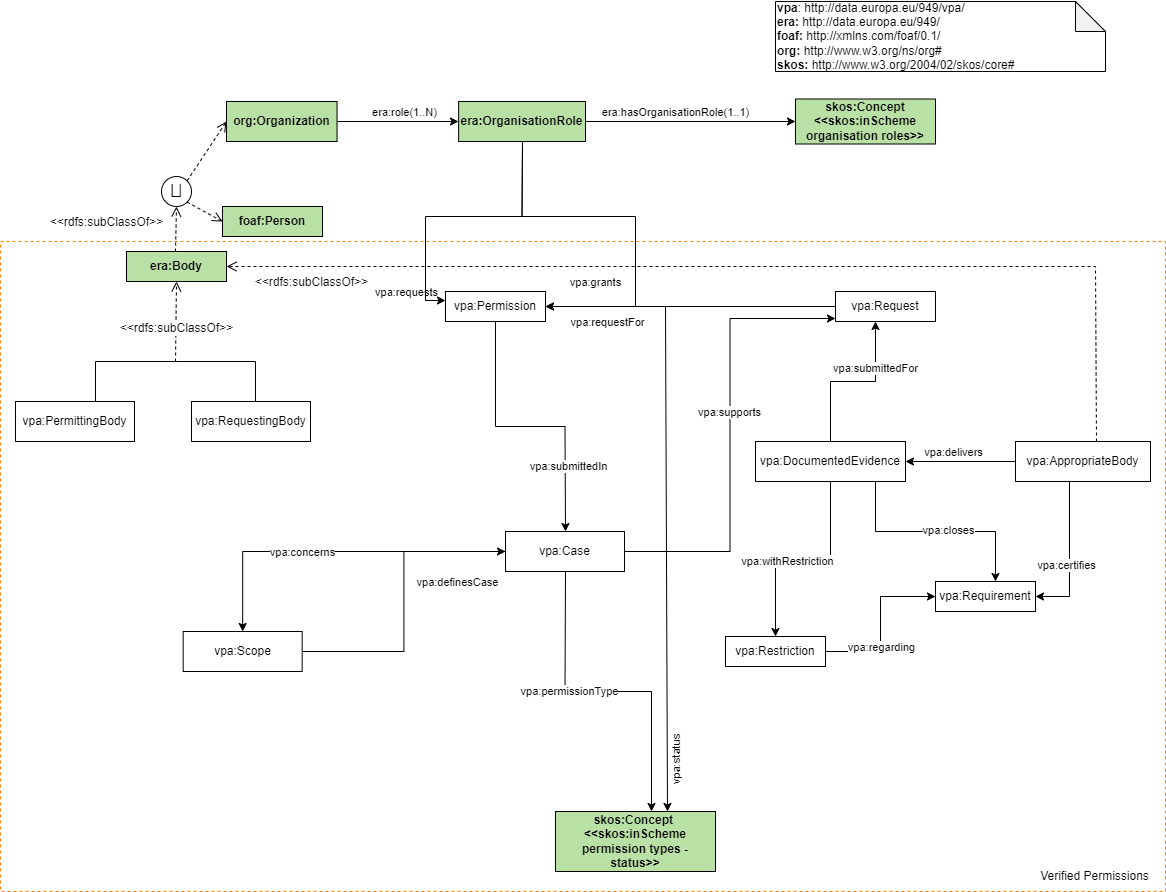 vpa: http://data.europa.eu/949/vpa/
era: http://data.europa.eu/949/
foaf: http://xmlns.com/foaf/0.1/
org: http://www.w3.org/ns/org#
skos: http://www.w3.org/2004/02/skos/core#
org:Organization
era:role(1..N)
era:OrganisationRole
era:hasOrganisationRole(1..1)
skos:Concept
<<skos:inScheme
organisation roles>>
⊔
<<rdfs:subClassOf>>
foaf:Person
era:Body
<<rdfs:subClassOf>>
vpa:requests
vpa:grants
vpa:Permission
vpa:requestFor
vpa:Request
<<rdfs:subClassOf>>
vpa:submittedFor
vpa:PermittingBody
vpa:RequestingBody
vpa:supports
vpa:submittedIn
vpa:DocumentedEvidence
vpa:delivers
vpa:AppropriateBody
vpa:closes
vpa:concerns
vpa:Case
vpa:withRestriction
vpa:certifies
vpa:definesCase
vpa:Requirement
vpa:Scope
vpa:Restriction
vpa:regarding
vpa:permissionType
vpa:status
skos:Concept
<<skos:inScheme
permission types -
status>>
Verified Permissions